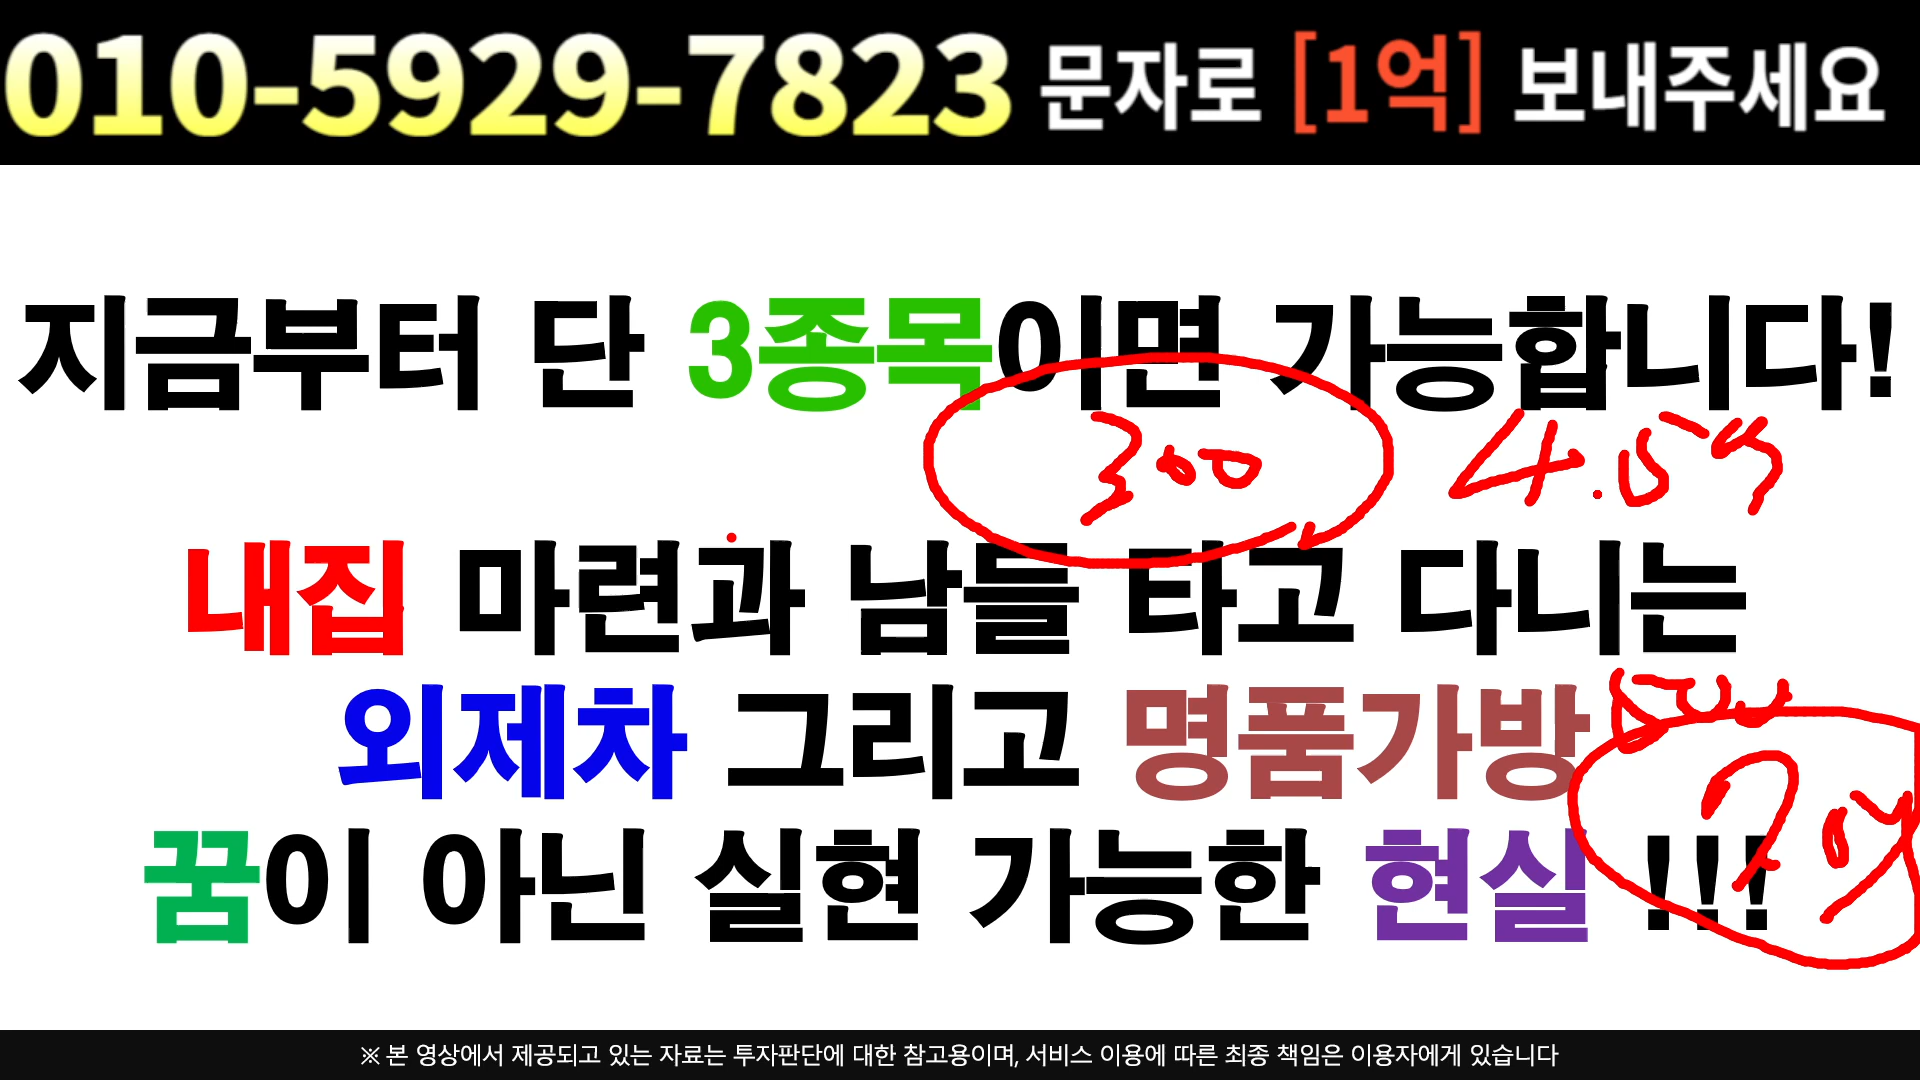 010-5929-7823 문자로 [1억] 보내주세요
지금부터 단 3종목이면 가능합니다!
300
내집 마련과 남들 타고 다니는
외제차 그리고 명품가방
꿈이 아닌 실현 가능한 현실 !!!
※ 본 영상에서 제공되고 있는 자료는 투자판단에 대한 참고용이며, 서비스 이용에 따른 최종 책임은 이용자에게 있습니다